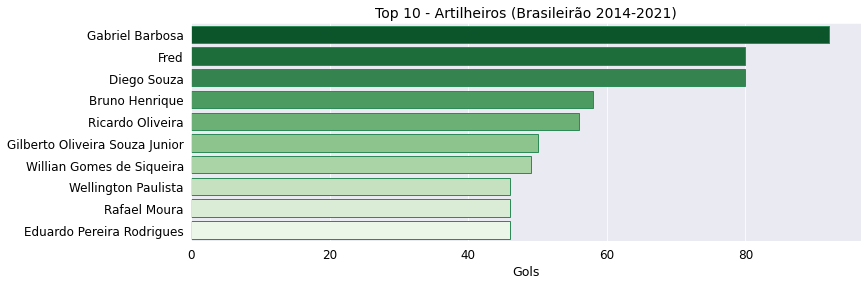 Top 10 - Artilheiros (Brasileirão 2014-2021)
Gabriel Barbosa
Fred
Diego Souza
Bruno Henrique
Ricardo Oliveira
Gilberto Oliveira Souza Junior
Willian Gomes de Siqueira
Wellington Paulista
Rafael Moura
Eduardo Pereira Rodrigues
0 20 40 60 80
Gols